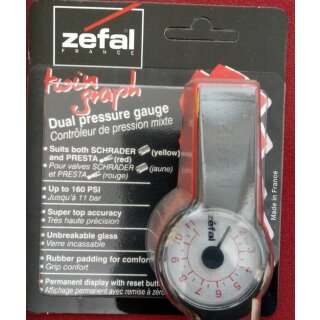 zefal
FRANCE
twin
graph
Dual pressure gauge
Contrôleur de pression mixte
• Suits both SCHRADER (yellow)
and PRESTA (red)
• Pour valves SCHRADER (jaune)
et PRESTA (rouge)
• Up to 160 PSI
Jusqu'à 11 bar
• Super top accuracy
Très haute précision
• Unbreakable glass
Verre incassable
• Rubber padding for comfort
Grip confort
• Permanent display with reset
Affichage permanent avec remise à zéro
Made in France
zefal